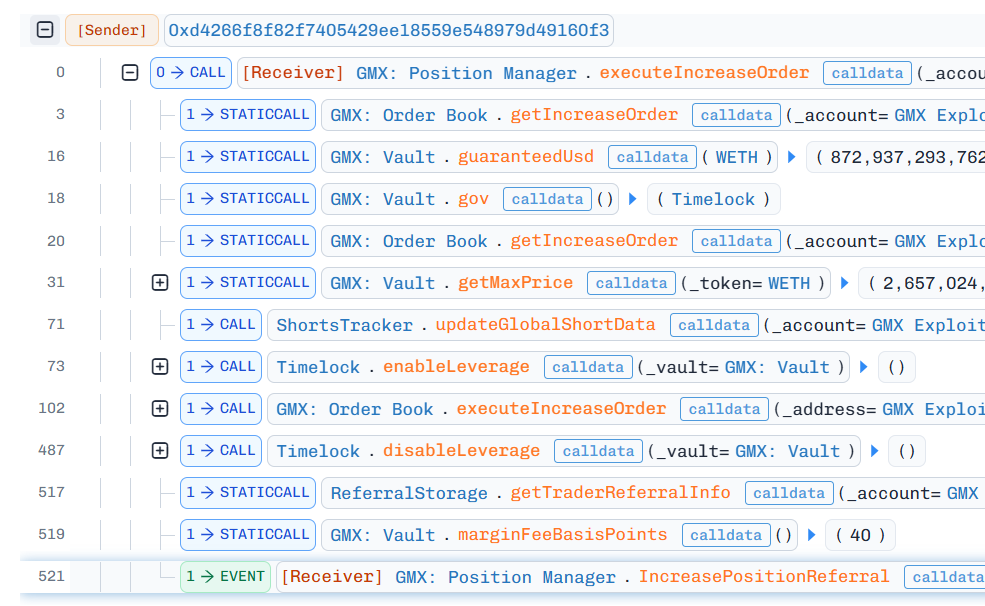 [Sender] 0xd4266f8f82f7405429ee18559e548979d49160f3
0 0 → CALL [Receiver] GMX: Position Manager . executeIncreaseOrder calldata (_accou
3 1 → STATICCALL GMX: Order Book . getIncreaseOrder calldata (_account= GMX Explo
16 1 → STATICCALL GMX: Vault . guaranteedUsd calldata ( WETH ) ( 872,937,293,762
18 1 → STATICCALL GMX: Vault . gov calldata () ( Timelock )
20 1 → STATICCALL GMX: Order Book . getIncreaseOrder calldata (_account= GMX Explo
31 1 → STATICCALL GMX: Vault . getMaxPrice calldata (_token= WETH ) ( 2,657,024,
71 1 → CALL ShortsTracker . updateGlobalShortData calldata (_account= GMX Exploit
73 1 → CALL Timelock . enableLeverage calldata (_vault= GMX: Vault ) ()
102 1 → CALL GMX: Order Book . executeIncreaseOrder calldata (_address= GMX Exploi
487 1 → CALL Timelock . disableLeverage calldata (_vault= GMX: Vault ) ()
517 1 → STATICCALL ReferralStorage . getTraderReferralInfo calldata (_account= GMX
519 1 → STATICCALL GMX: Vault . marginFeeBasisPoints calldata () ( 40 )
521 1 → EVENT [Receiver] GMX: Position Manager . IncreasePositionReferral calldata